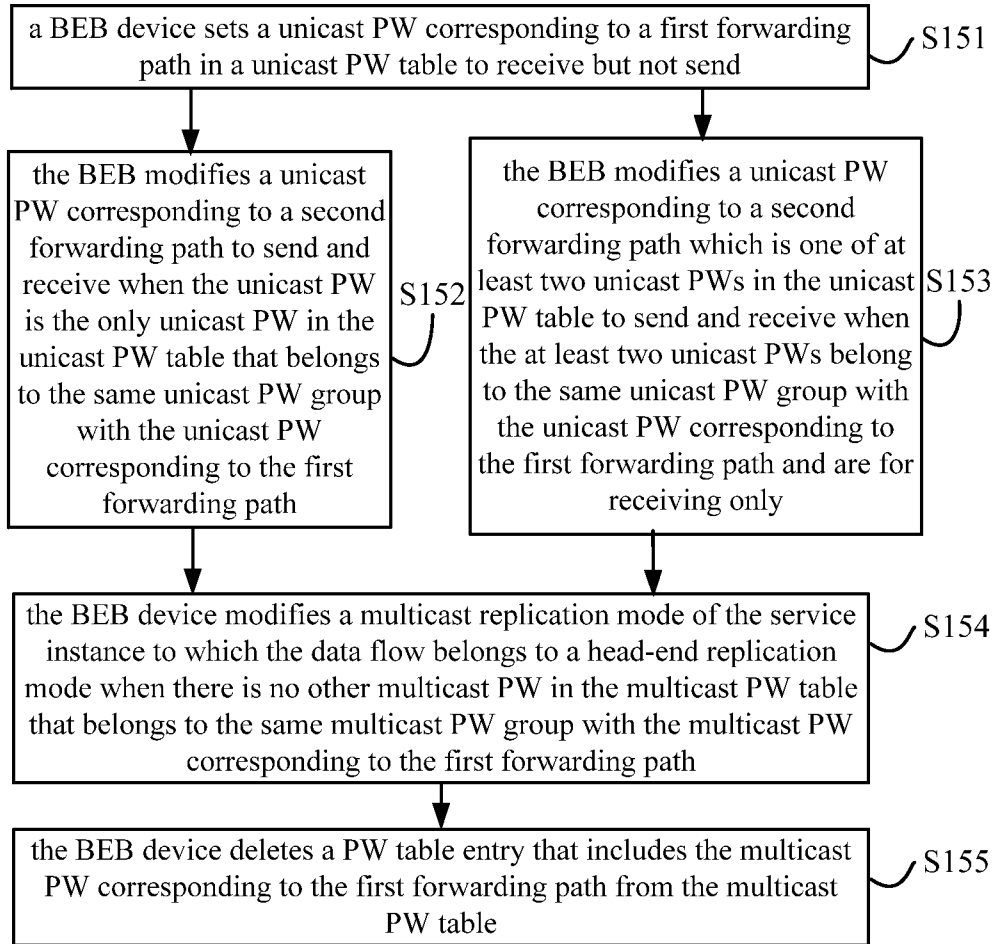 a BEB device sets a unicast PW corresponding to a first forwarding
path in a unicast PW table to receive but not send
S151
the BEB modifies a unicast
PW corresponding to a second
forwarding path to send and
receive when the unicast PW
is the only unicast PW in the
unicast PW table that belongs
to the same unicast PW group
with the unicast PW
corresponding to the first
forwarding path
S152
the BEB modifies a unicast PW
corresponding to a second
forwarding path which is one of at
least two unicast PWs in the unicast
PW table to send and receive when
the at least two unicast PWs belong
to the same unicast PW group with
the unicast PW corresponding to
the first forwarding path and are for
receiving only
S153
the BEB device modifies a multicast replication mode of the service
instance to which the data flow belongs to a head-end replication
mode when there is no other multicast PW in the multicast PW table
that belongs to the same multicast PW group with the multicast PW
corresponding to the first forwarding path
S154
the BEB device deletes a PW table entry that includes the multicast
PW corresponding to the first forwarding path from the multicast
PW table
S155